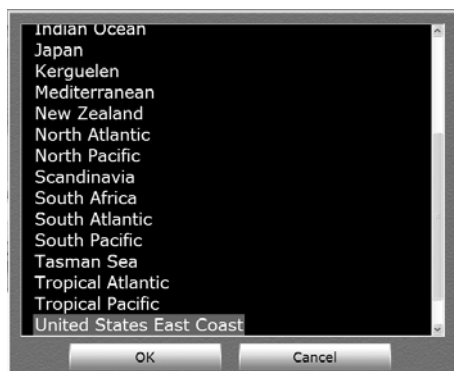 Indian Ocean
Japan
Kerguelen
Mediterranean
New Zealand
North Atlantic
North Pacific
Scandinavia
South Africa
South Atlantic
South Pacific
Tasman Sea
Tropical Atlantic
Tropical Pacific
United States East Coast
OK Cancel